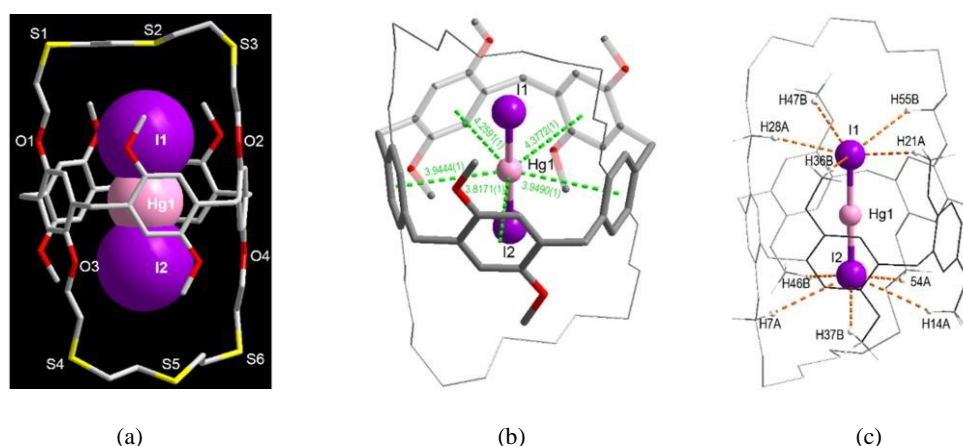 S1
S2
S3
I1
O1
O2
Hg1
I2
O3
O4
S4
S5
S6
(a)
I1
4.2591(1)
4.3772(1)
Hg1
3.9444(1)
3.8171(1)
3.9490(1)
I2
(b)
H47B
H55B
I1
H28A
H21A
H36B
Hg1
I2
H46B
54A
H7A
H14A
H37B
(c)